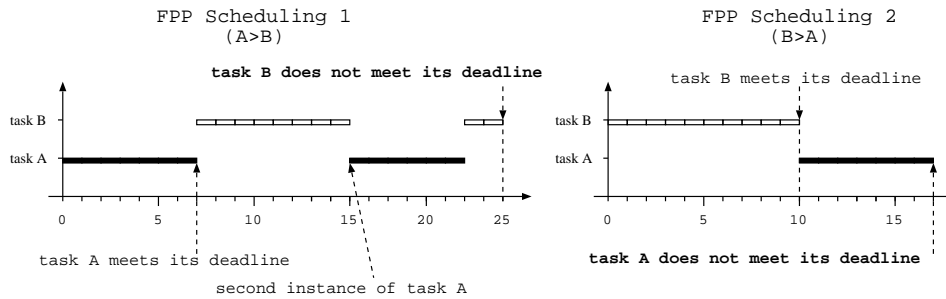 FPP Scheduling 1
(A>B)
task B does not meet its deadline
task B
task A
0 5 10 15 20 25
task A meets its deadline
second instance of task A
FPP Scheduling 2
(B>A)
task B meets its deadline
task B
task A
0 5 10 15
task A does not meet its deadline